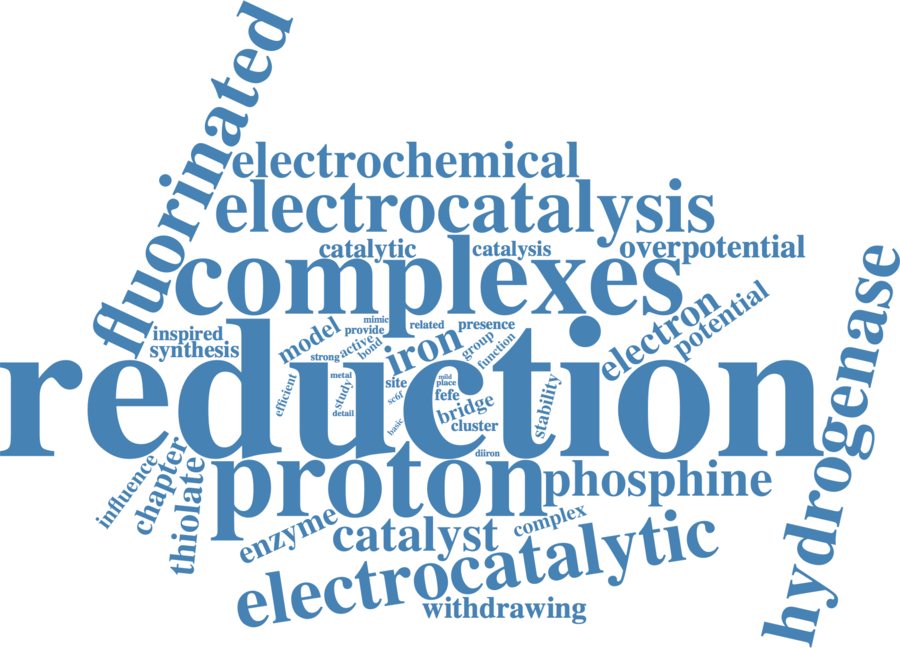 fluorinated
electrochemical
electrocatalysis
catalytic
catalysis
overpotential
complexes
hydrogenase
mimic
provide
related
presence
inspired
synthesis
model
strong
active
bond
iron
group
function
electron
potential
reduction
efficient
metal
study
detail
site
sc6f
basic
mild
place
fefe
bridge
cluster
stability
diiron
influence
chapter
thiolate
proton
phosphine
enzyme
catalyst
complex
electrocatalytic
withdrawing